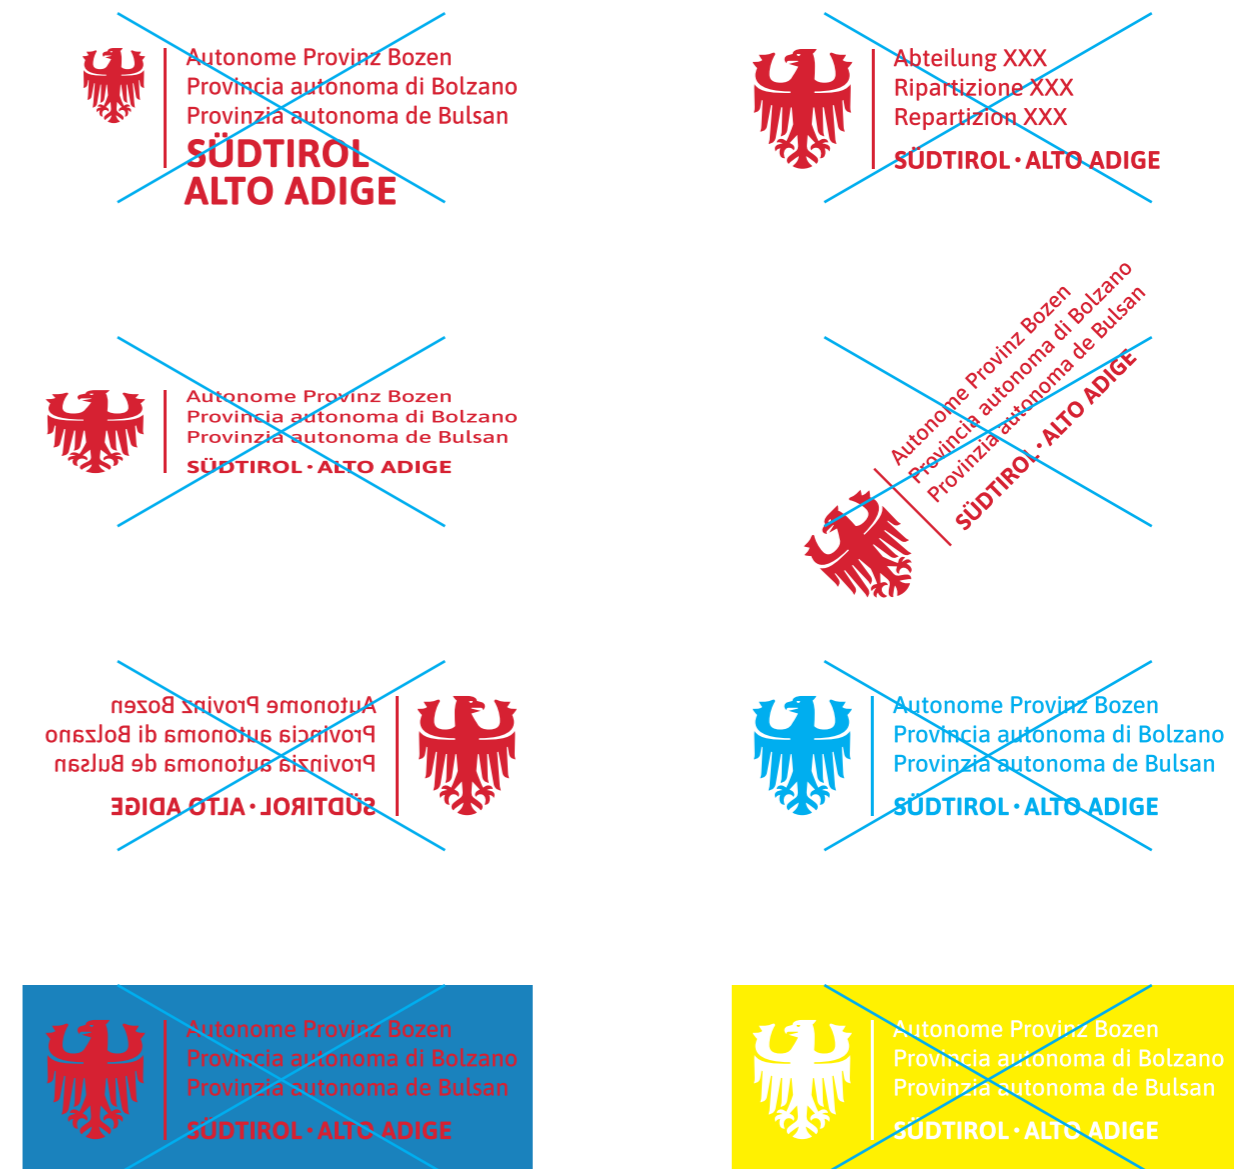 Autonome Provinz Bozen
Provincia autonoma di Bolzano
Provinzia autonoma de Bulsan
SÜDTIROL
ALTO ADIGE
Abteilung XXX
Ripartizione XXX
Repartizion XXX
SÜDTIROL · ALTO ADIGE
Autonome Provinz Bozen
Provincia autonoma di Bolzano
Provinzia autonoma de Bulsan
SÜDTIROL · ALTO ADIGE
Autonome Provinz Bozen
Provincia autonoma di Bolzano
Provinzia autonoma de Bulsan
SÜDTIROL · ALTO ADIGE
Autonome Provinz Bozen
Provincia autonoma di Bolzano
Provinzia autonoma de Bulsan
SÜDTIROL · ALTO ADIGE
Autonome Provinz Bozen
Provincia autonoma di Bolzano
Provinzia autonoma de Bulsan
SÜDTIROL · ALTO ADIGE
Autonome Provinz Bozen
Provincia autonoma di Bolzano
Provinzia autonoma de Bulsan
SÜDTIROL · ALTO ADIGE
Autonome Provinz Bozen
Provincia autonoma di Bolzano
Provinzia autonoma de Bulsan
SÜDTIROL · ALTO ADIGE